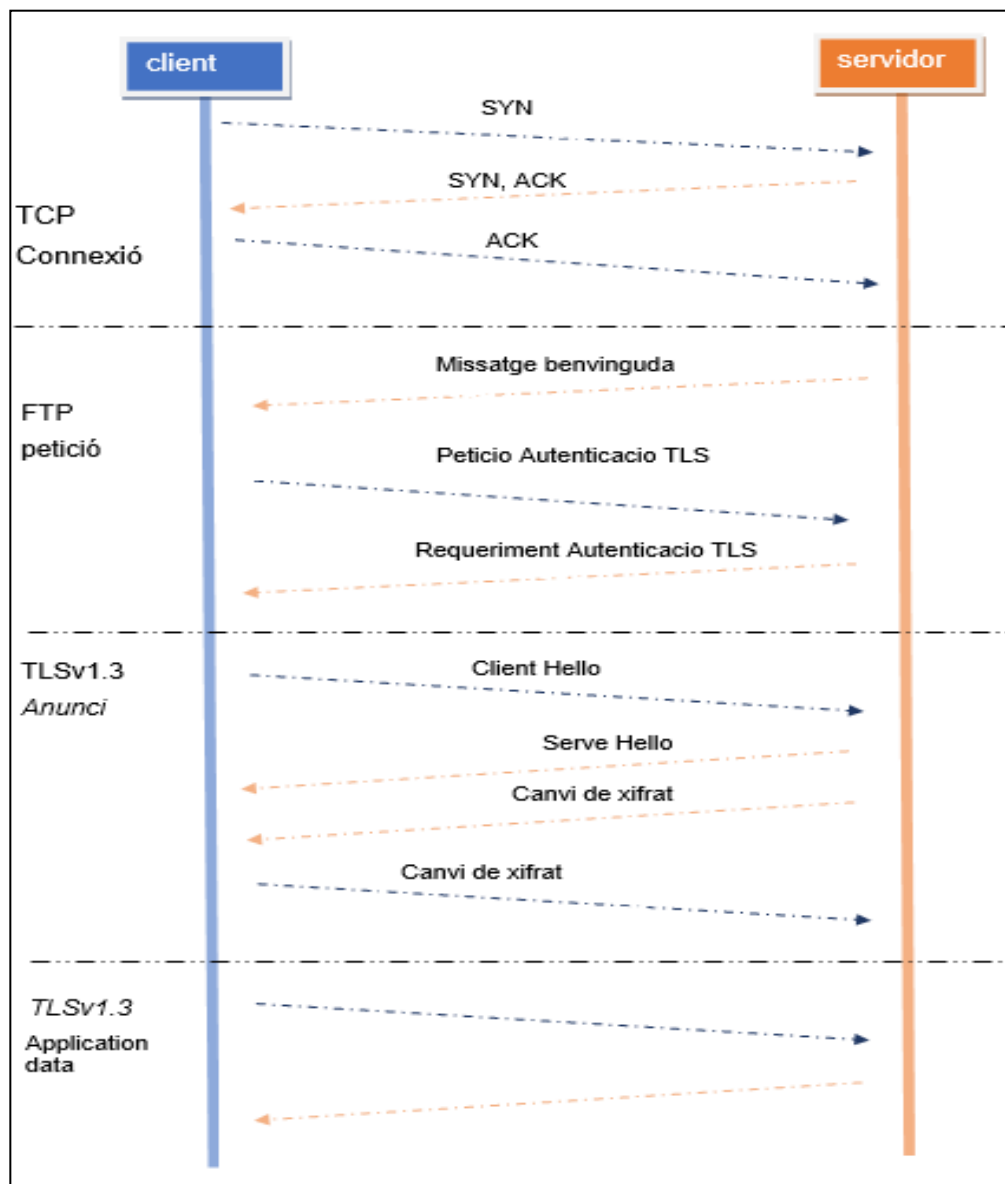 client
servidor
SYN
SYN, ACK
TCP
Connexió
ACK
Missatge benvinguda
FTP
petició
Peticio Autenticacio TLS
Requeriment Autenticacio TLS
TLSv1.3
Anunci
Client Hello
Serve Hello
Canvi de xifrat
Canvi de xifrat
TLSv1.3
Application
data